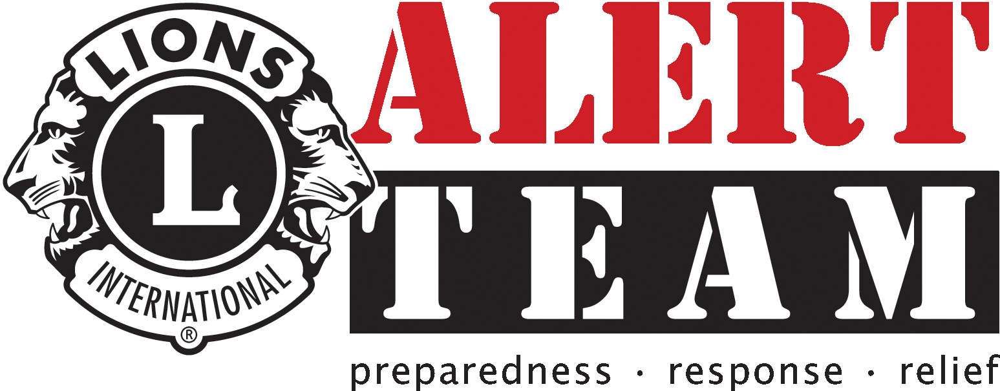 LIONS
L
INTERNATIONAL
®
ALERT
TEAM
preparedness · response · relief